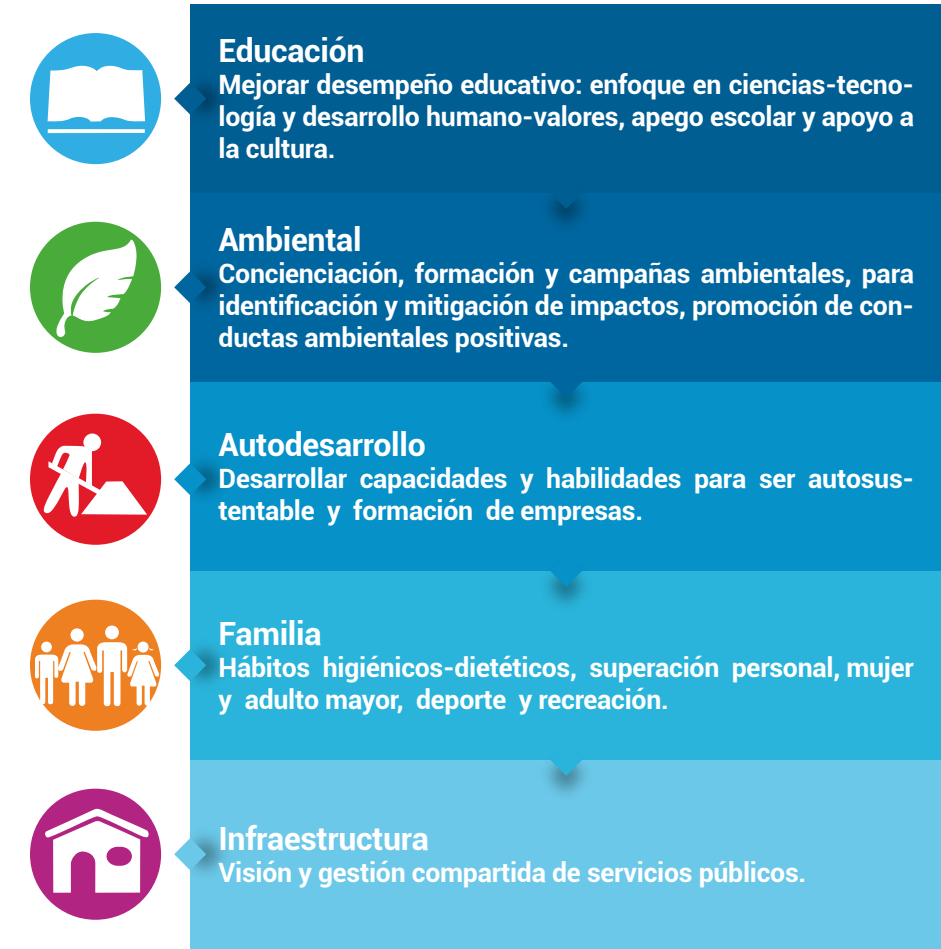 Educación
Mejorar desempeño educativo: enfoque en ciencias-tecno-
logía y desarrollo humano-valores, apego escolar y apoyo a
la cultura.
Ambiental
Concienciación, formación y campañas ambientales, para
identificación y mitigación de impactos, promoción de con-
ductas ambientales positivas.
Autodesarrollo
Desarrollar capacidades y habilidades para ser autosus-
tentable y formación de empresas.
Familia
Hábitos higiénicos-dietéticos, superación personal, mujer
y adulto mayor, deporte y recreación.
Infraestructura
Visión y gestión compartida de servicios públicos.